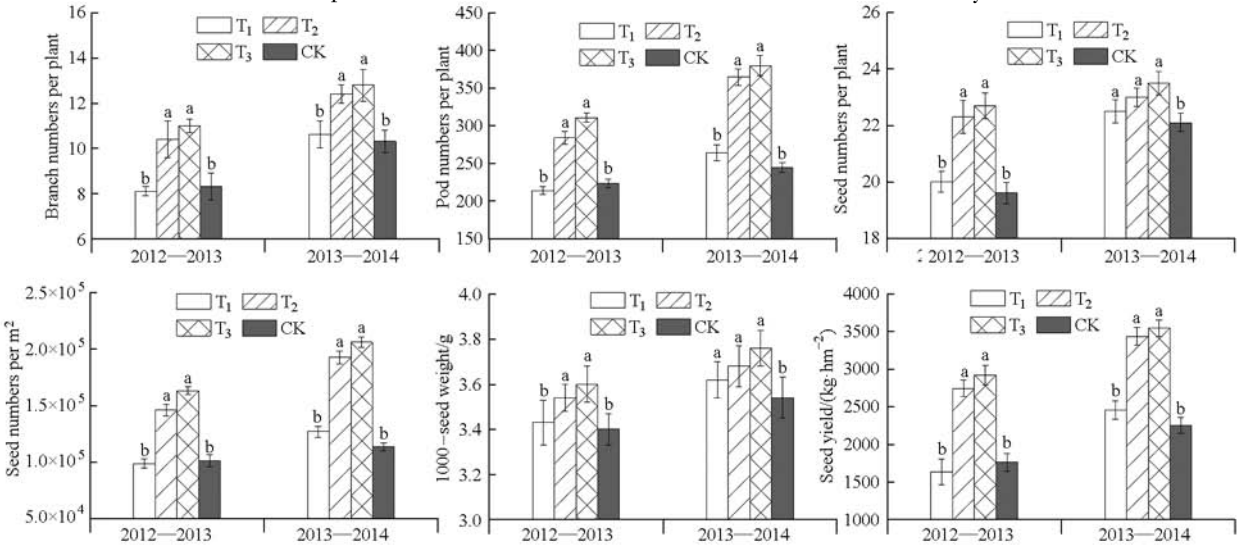 Branch numbers per plant
16
14
12
10
8
6
T1 T2
T3 CK
b a a b
b a a b
2012—2013 2013—2014
Pod numbers per plant
450
400
350
300
250
200
150
T1 T2
T3 CK
b a a b
b a a b
2012—2013 2013—2014
Seed numbers per plant
26
24
22
20
18
T1 T2
T3 CK
b a a b
a a a b
2012—2013 2013—2014
Seed numbers per m²
2.5×10⁵
2.0×10⁵
1.5×10⁵
1.0×10⁵
5.0×10⁴
T1 T2
T3 CK
b a a b
b a a b
2012—2013 2013—2014
1000–seed weight/g
4.0
3.8
3.6
3.4
3.2
3.0
T1 T2
T3 CK
b a a b
a a a b
2012—2013 2013—2014
Seed yield/(kg·hm⁻²)
4000
3500
3000
2500
2000
1500
1000
T1 T2
T3 CK
b a a b
b a a b
2012—2013 2013—2014